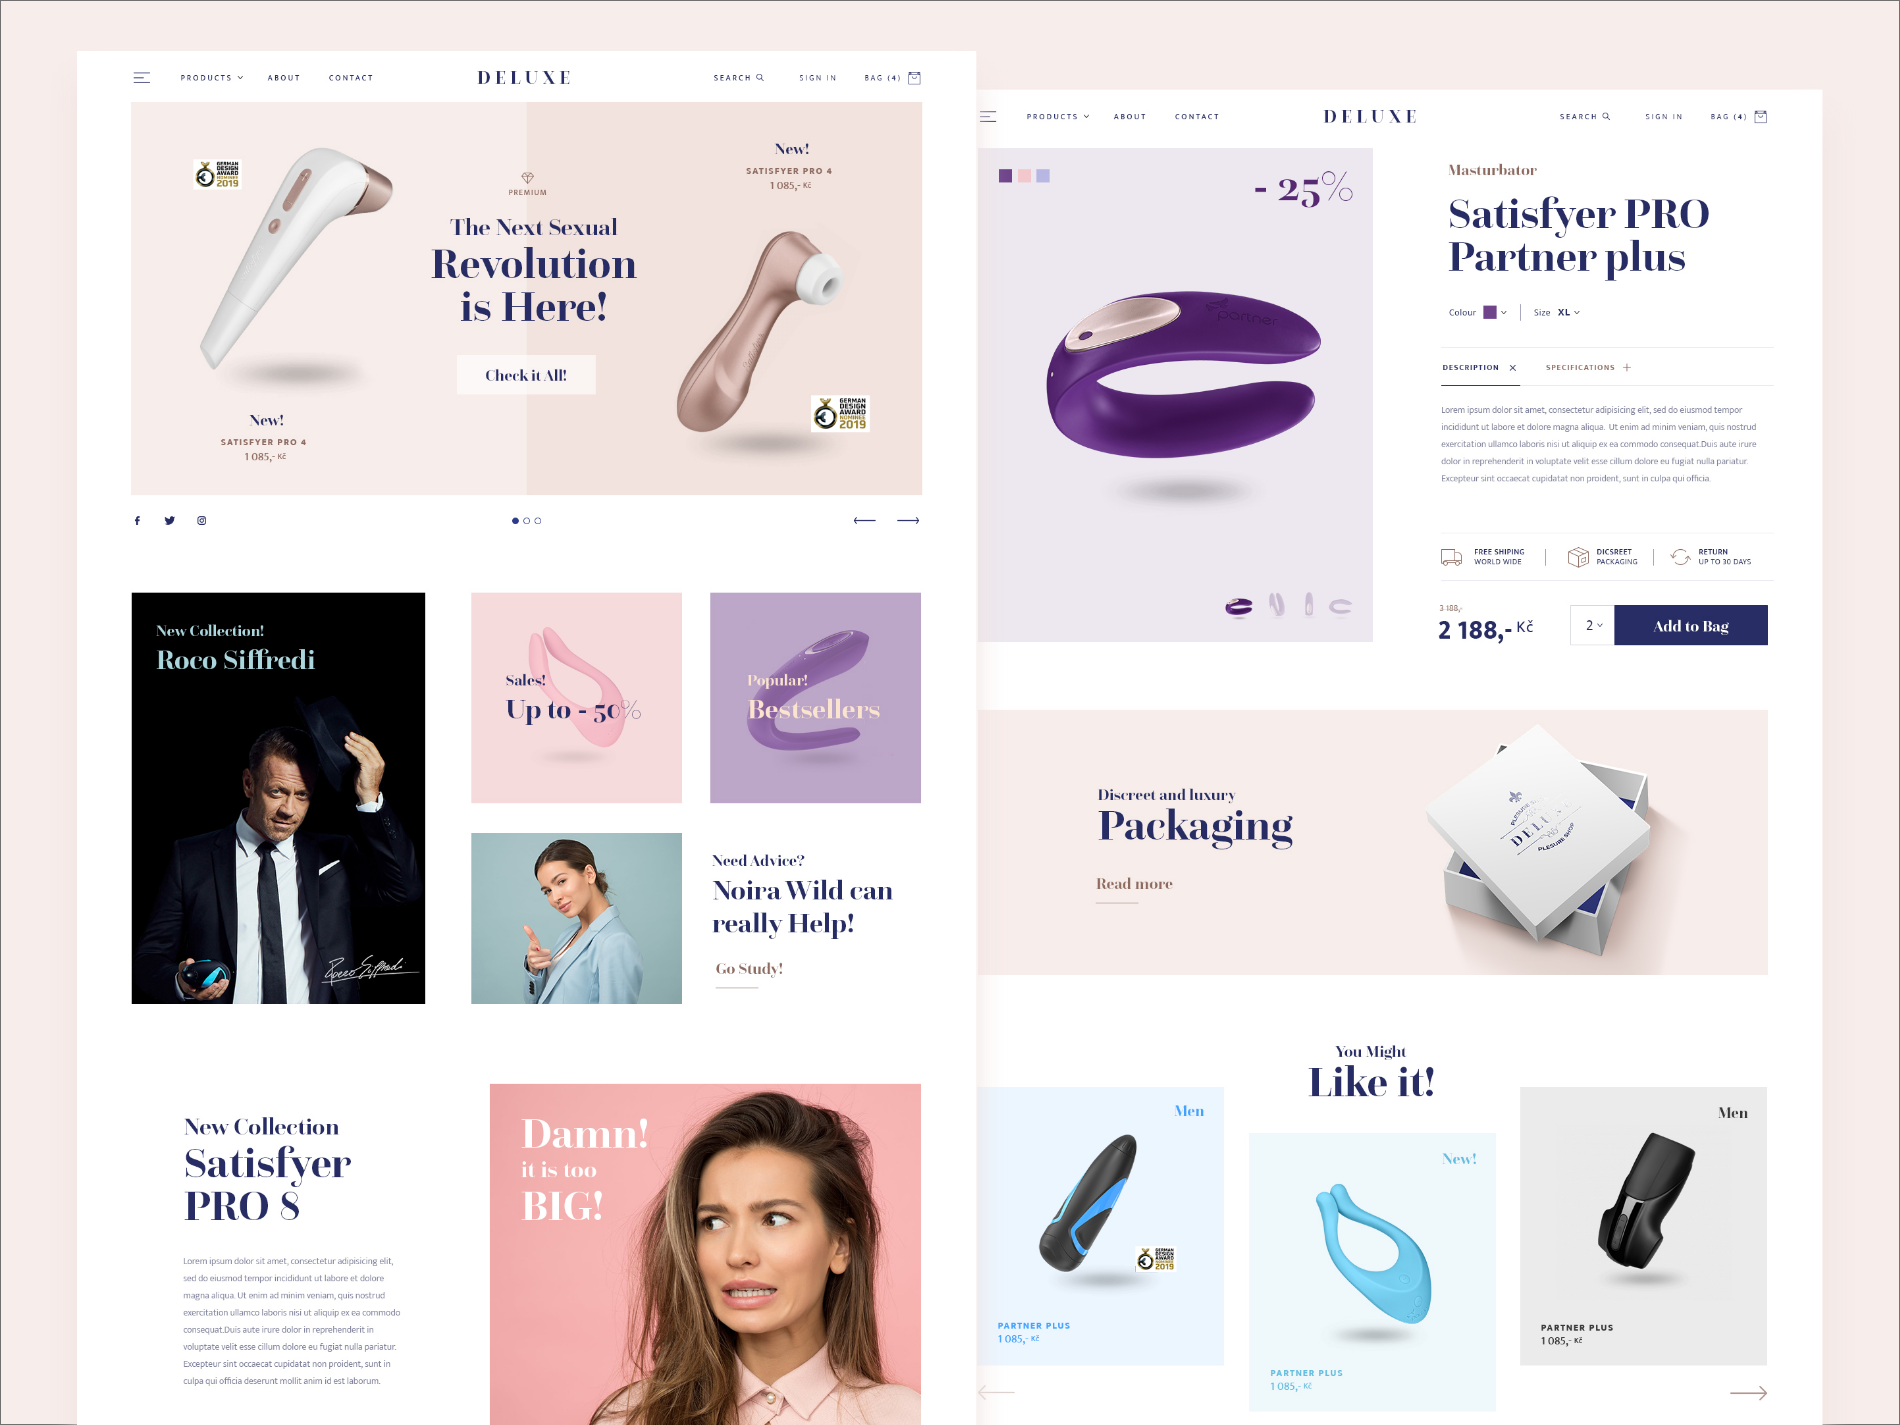 PRODUCTS
ABOUT
CONTACT
DELUXE
SEARCH
SIGN IN
BAG (4)
GERMAN
DESIGN
AWARD
NOMINEE
2019
New!
SATISFYER PRO 4
1 085,- Kč
PREMIUM
The Next Sexual
Revolution
is Here!
Check it All!
New!
SATISFYER PRO 4
1 085,- Kč
GERMAN
DESIGN
AWARD
NOMINEE
2019
New Collection!
Roco Siffredi
Rocco Siffredi
Sales!
Up to - 50%
Popular!
Bestsellers
Need Advice?
Noira Wild can
really Help!
Go Study!
New Collection
Satisfyer
PRO 8
Lorem ipsum dolor sit amet, consectetur adipisicing elit,
sed do eiusmod tempor incididunt ut labore et dolore
magna aliqua. Ut enim ad minim veniam, quis nostrud
exercitation ullamco laboris nisi ut aliquip ex ea commodo
consequat.Duis aute irure dolor in reprehenderit in
voluptate velit esse cillum dolore eu fugiat nulla pariatur.
Excepteur sint occaecat cupidatat non proident, sunt in
culpa qui officia deserunt mollit anim id est laborum.
Damn!
it is too
BIG!
PRODUCTS
ABOUT
CONTACT
DELUXE
SEARCH
SIGN IN
BAG (4)
- 25%
partner
Masturbator
Satisfyer PRO
Partner plus
Colour
Size XL
DESCRIPTION
SPECIFICATIONS
Lorem ipsum dolor sit amet, consectetur adipisicing elit, sed do eiusmod tempor
incididunt ut labore et dolore magna aliqua. Ut enim ad minim veniam, quis nostrud
exercitation ullamco laboris nisi ut aliquip ex ea commodo consequat.Duis aute irure
dolor in reprehenderit in voluptate velit esse cillum dolore eu fugiat nulla pariatur.
Excepteur sint occaecat cupidatat non proident, sunt in culpa qui officia.
FREE SHIPING
WORLD WIDE
DICSREET
PACKAGING
RETURN
UP TO 30 DAYS
3 188,-
2 188,- Kč
2
Add to Bag
Discreet and luxury
Packaging
Read more
DELUXE
PLESURE SHOP
You Might
Like it!
Men
GERMAN
DESIGN
AWARD
NOMINEE
2019
PARTNER PLUS
1 085,- Kč
New!
PARTNER PLUS
1 085,- Kč
Men
PARTNER PLUS
1 085,- Kč